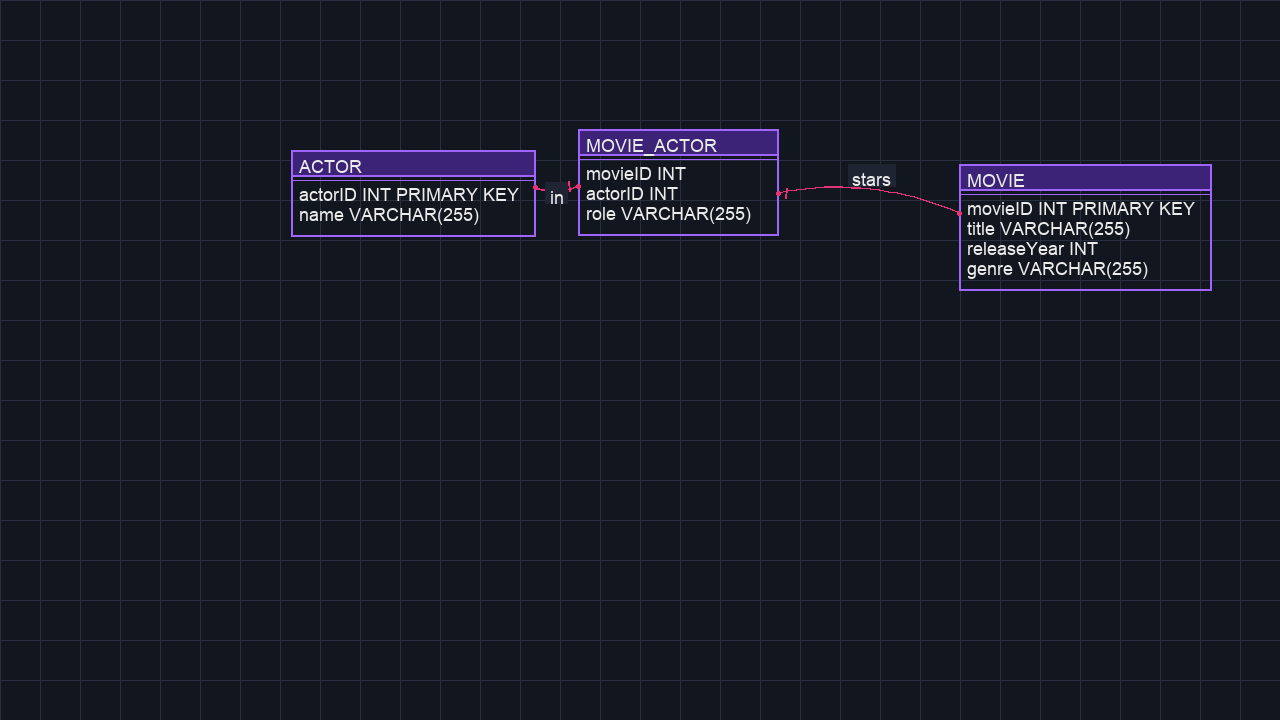 ACTOR
actorID INT PRIMARY KEY
name VARCHAR(255)
in
MOVIE_ACTOR
movieID INT
actorID INT
role VARCHAR(255)
stars
MOVIE
movieID INT PRIMARY KEY
title VARCHAR(255)
releaseYear INT
genre VARCHAR(255)